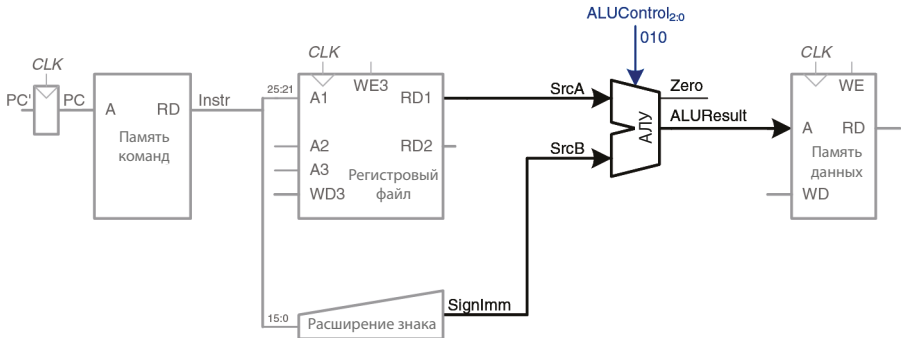 ALUControl2:0
010
CLK
CLK
CLK
PC'
PC
A
RD
Instr
Память
команд
25:21
A1
WE3
RD1
A2
RD2
A3
WD3
Регистровый
файл
SrcA
SrcB
АЛУ
Zero
ALUResult
WE
A
RD
Память
данных
WD
15:0
Расширение знака
SignImm